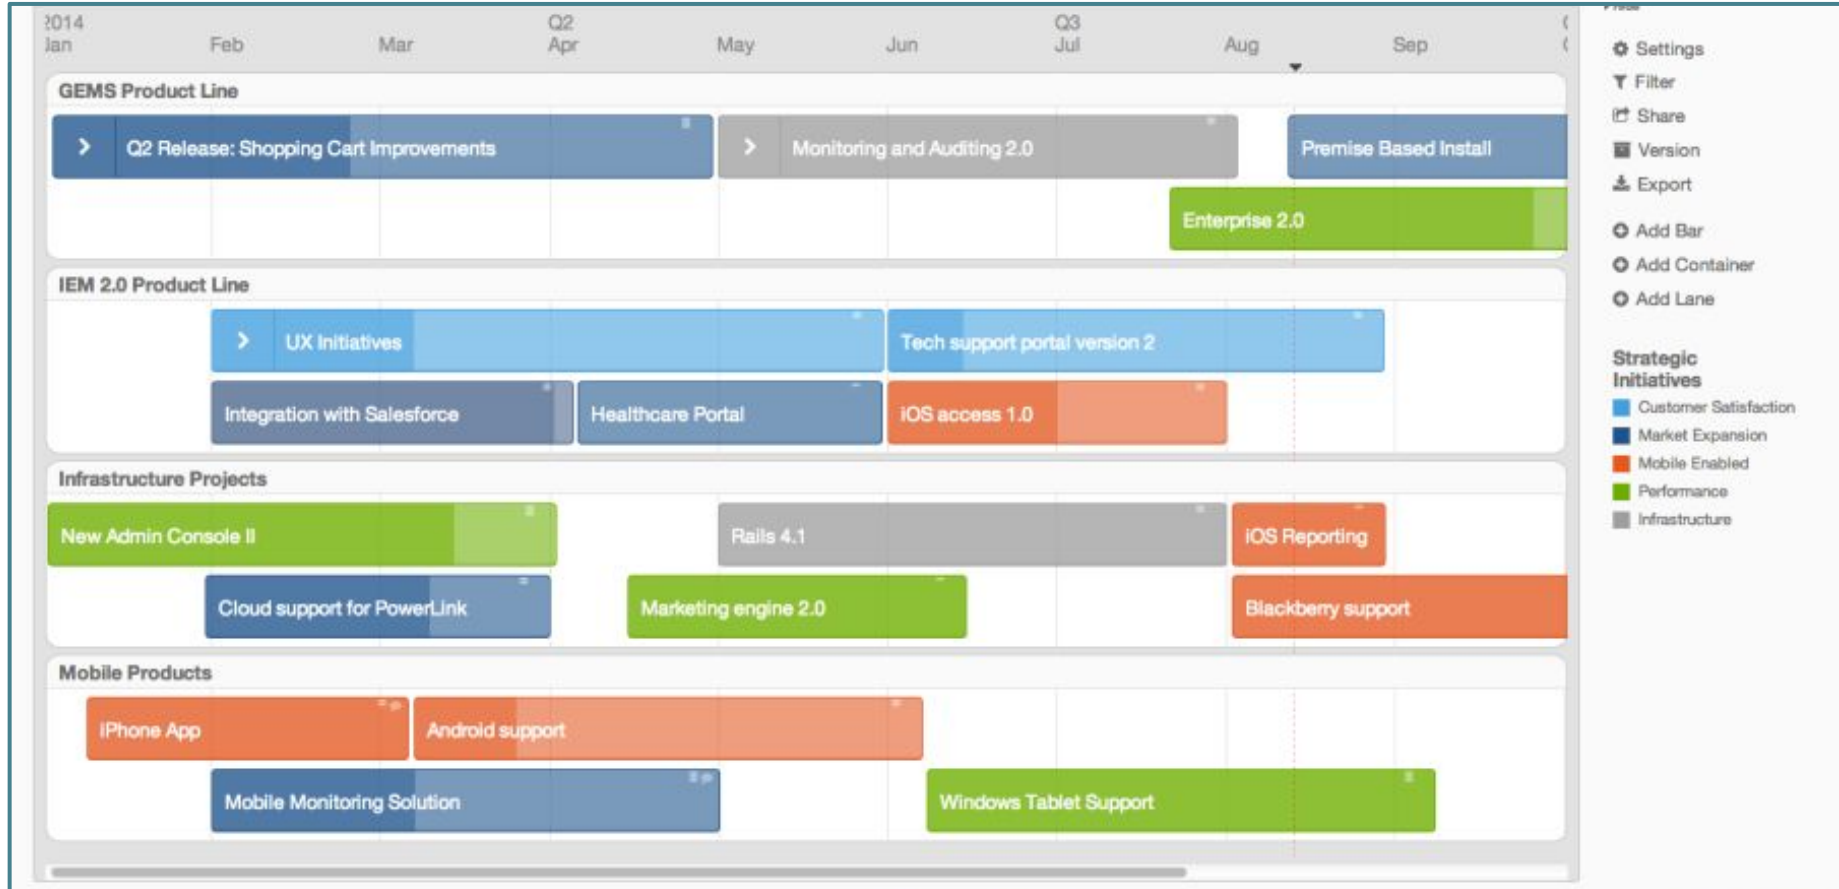 2014 Q2 Q3
Jan Feb Mar Apr May Jun Jul Aug Sep
GEMS Product Line
Q2 Release: Shopping Cart Improvements
Monitoring and Auditing 2.0
Premise Based Install
Enterprise 2.0
IEM 2.0 Product Line
UX Initiatives
Tech support portal version 2
Integration with Salesforce
Healthcare Portal
iOS access 1.0
Infrastructure Projects
New Admin Console II
Rails 4.1
iOS Reporting
Cloud support for PowerLink
Marketing engine 2.0
Blackberry support
Mobile Products
IPhone App
Android support
Mobile Monitoring Solution
Windows Tablet Support
Settings
Filter
Share
Version
Export
Add Bar
Add Container
Add Lane
Strategic
Initiatives
Customer Satisfaction
Market Expansion
Mobile Enabled
Performance
Infrastructure